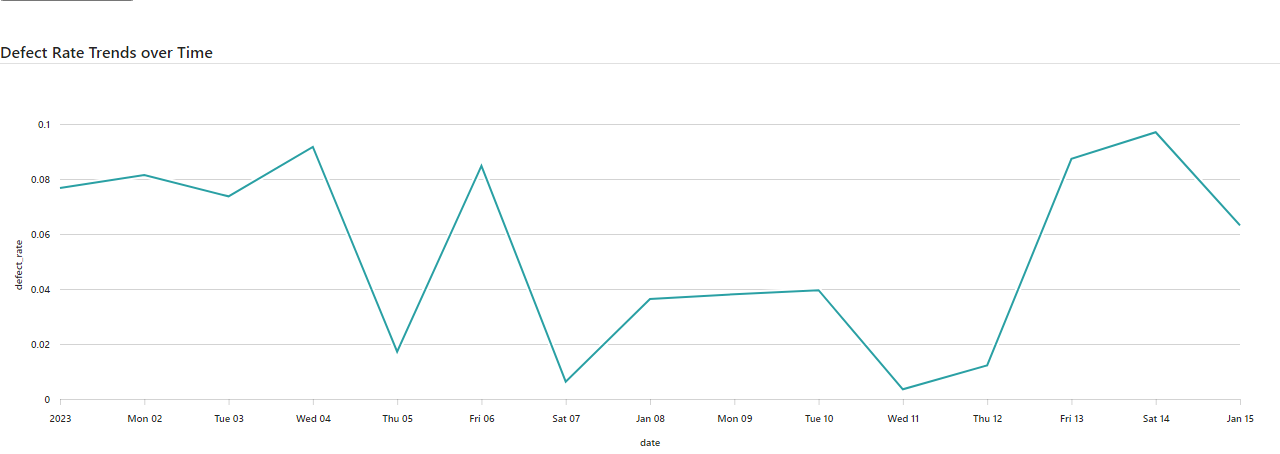 Defect Rate Trends over Time
0.1
0.08
0.06
0.04
0.02
0
defect_rate
2023 Mon 02 Tue 03 Wed 04 Thu 05 Fri 06 Sat 07 Jan 08 Mon 09 Tue 10 Wed 11 Thu 12 Fri 13 Sat 14 Jan 15
date